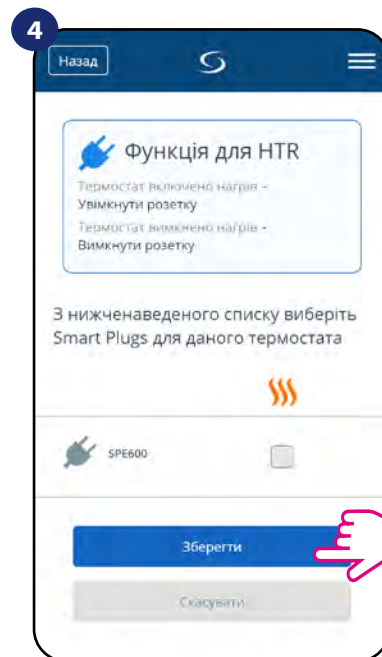 4
Назад
Функція для HTR
Термостат включено нагрів -
Увімкнути розетку
Термостат вимкнено нагрів -
Вимкнути розетку
З нижченаведеного списку виберіть
Smart Plugs для даного термостата
SPE600
Зберегти
Скасувати